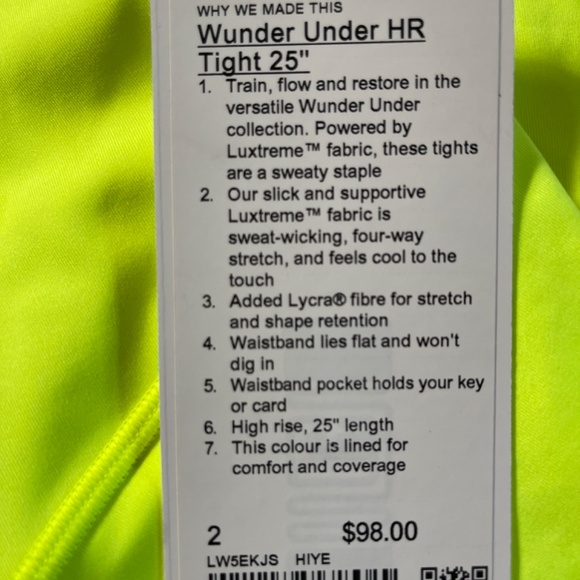 WHY WE MADE THIS
Wunder Under HR
Tight 25"
1. Train, flow and restore in the
versatile Wunder Under
collection. Powered by
Luxtreme™ fabric, these tights
are a sweaty staple
2. Our slick and supportive
Luxtreme™ fabric is
sweat-wicking, four-way
stretch, and feels cool to the
touch
3. Added Lycra® fibre for stretch
and shape retention
4. Waistband lies flat and won't
dig in
5. Waistband pocket holds your key
or card
6. High rise, 25" length
7. This colour is lined for
comfort and coverage
2 $98.00
LW5EKJS HIYE